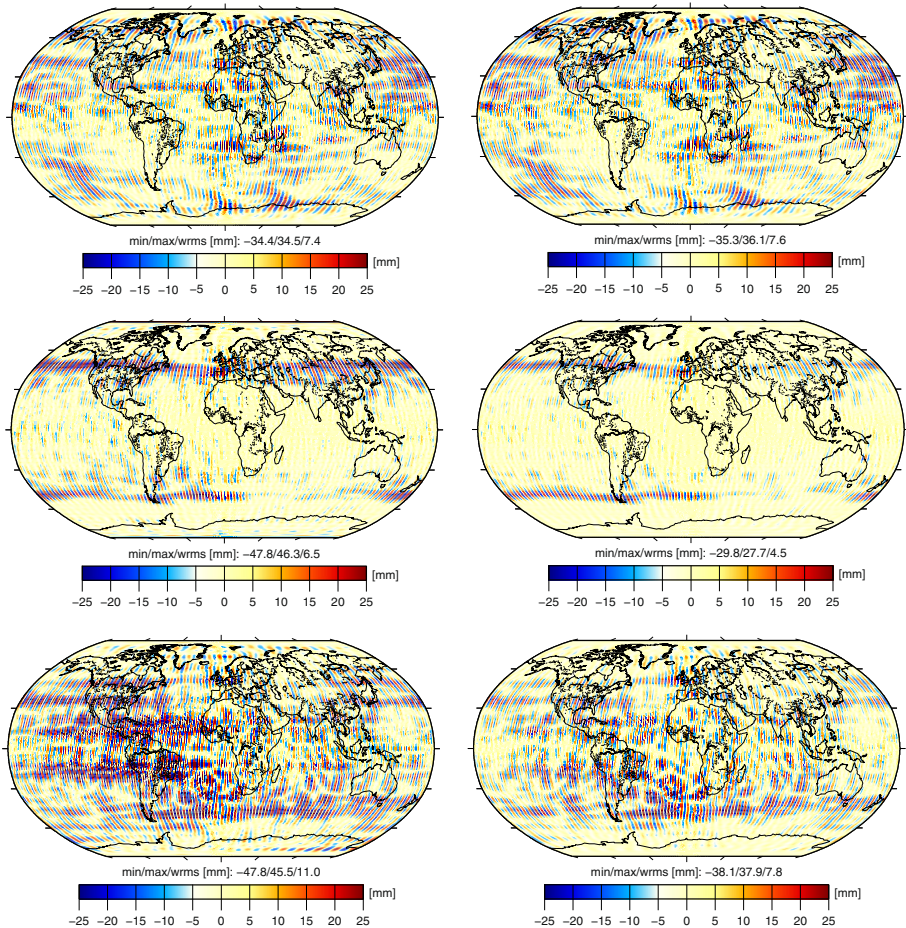 min/max/wrms [mm]: −34.4/34.5/7.4
[mm]
−25 −20 −15 −10 −5 0 5 10 15 20 25
min/max/wrms [mm]: −35.3/36.1/7.6
[mm]
−25 −20 −15 −10 −5 0 5 10 15 20 25
min/max/wrms [mm]: −47.8/46.3/6.5
[mm]
−25 −20 −15 −10 −5 0 5 10 15 20 25
min/max/wrms [mm]: −29.8/27.7/4.5
[mm]
−25 −20 −15 −10 −5 0 5 10 15 20 25
min/max/wrms [mm]: −47.8/45.5/11.0
[mm]
−25 −20 −15 −10 −5 0 5 10 15 20 25
min/max/wrms [mm]: −38.1/37.9/7.8
[mm]
−25 −20 −15 −10 −5 0 5 10 15 20 25